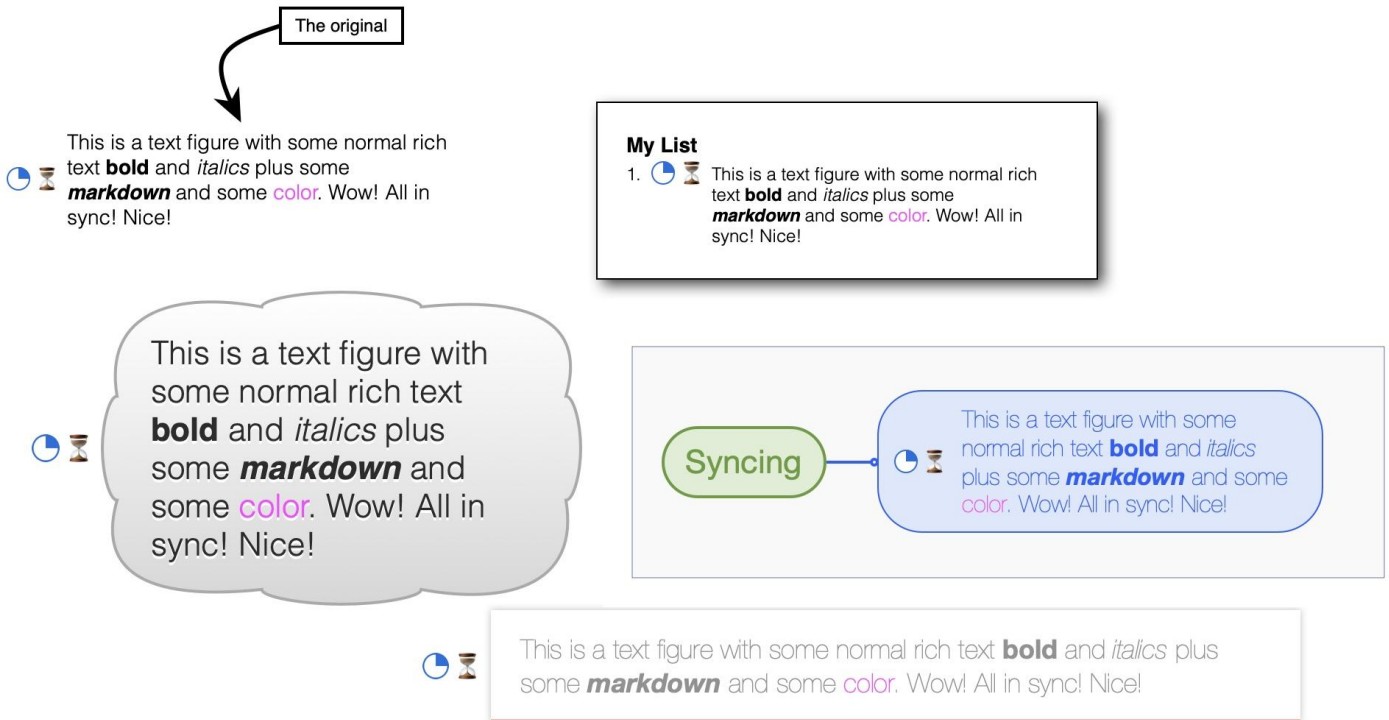 The original
This is a text figure with some normal rich
text bold and italics plus some
markdown and some color. Wow! All in
sync! Nice!
My List
1. This is a text figure with some normal rich
text bold and italics plus some
markdown and some color. Wow! All in
sync! Nice!
This is a text figure with
some normal rich text
bold and italics plus
some markdown and
some color. Wow! All in
sync! Nice!
Syncing
This is a text figure with some
normal rich text bold and italics
plus some markdown and some
color. Wow! All in sync! Nice!
This is a text figure with some normal rich text bold and italics plus
some markdown and some color. Wow! All in sync! Nice!